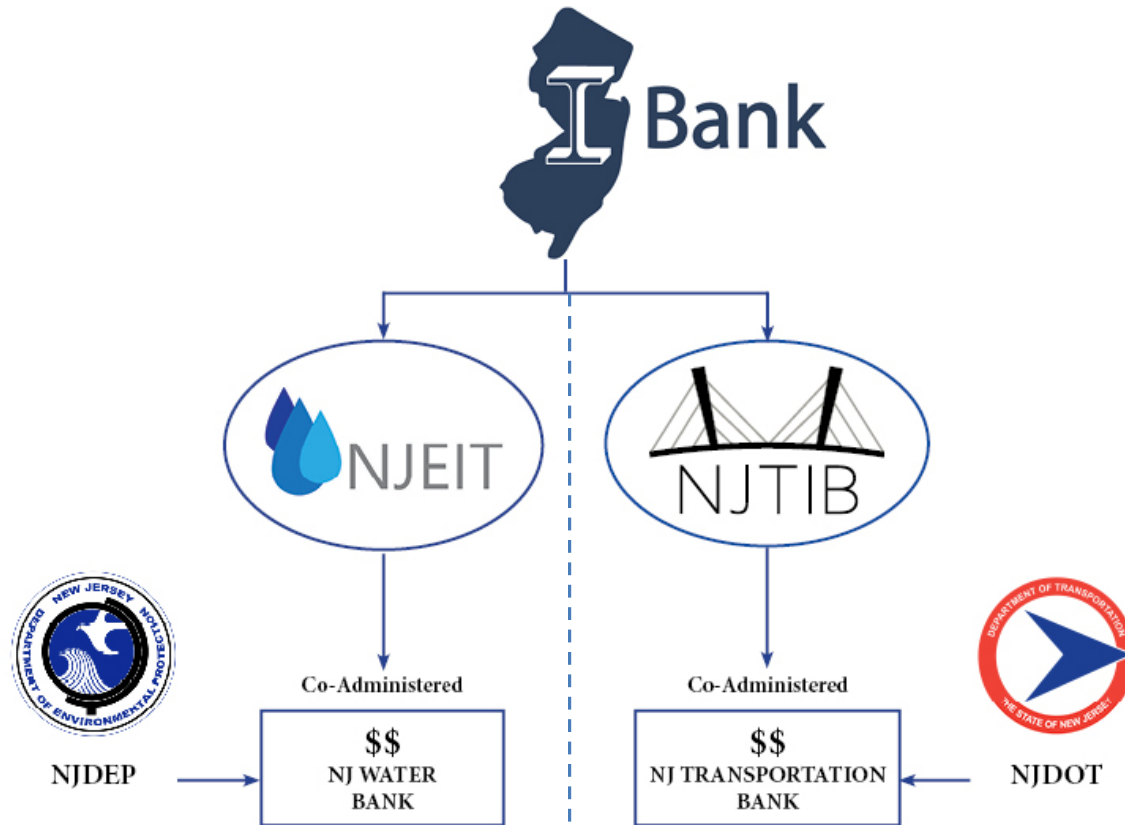 I Bank
NJEIT
NJTIB
NEW JERSEY
DEPARTMENT OF ENVIRONMENTAL PROTECTION
DEPARTMENT OF TRANSPORTATION
THE STATE OF NEW JERSEY
Co-Administered
Co-Administered
$$
NJ WATER
BANK
$$
NJ TRANSPORTATION
BANK
NJDEP
NJDOT